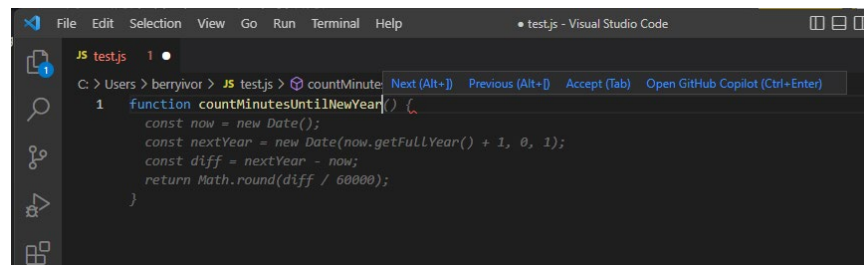 File Edit Selection View Go Run Terminal Help ● test.js - Visual Studio Code
JS test.js 1 ●
C: > Users > berryivor > JS test.js > countMinute Next (Alt+]) Previous (Alt+[) Accept (Tab) Open GitHub Copilot (Ctrl+Enter)
1 function countMinutesUntilNewYear() {
const now = new Date();
const nextYear = new Date(now.getFullYear() + 1, 0, 1);
const diff = nextYear - now;
return Math.round(diff / 60000);
}
1